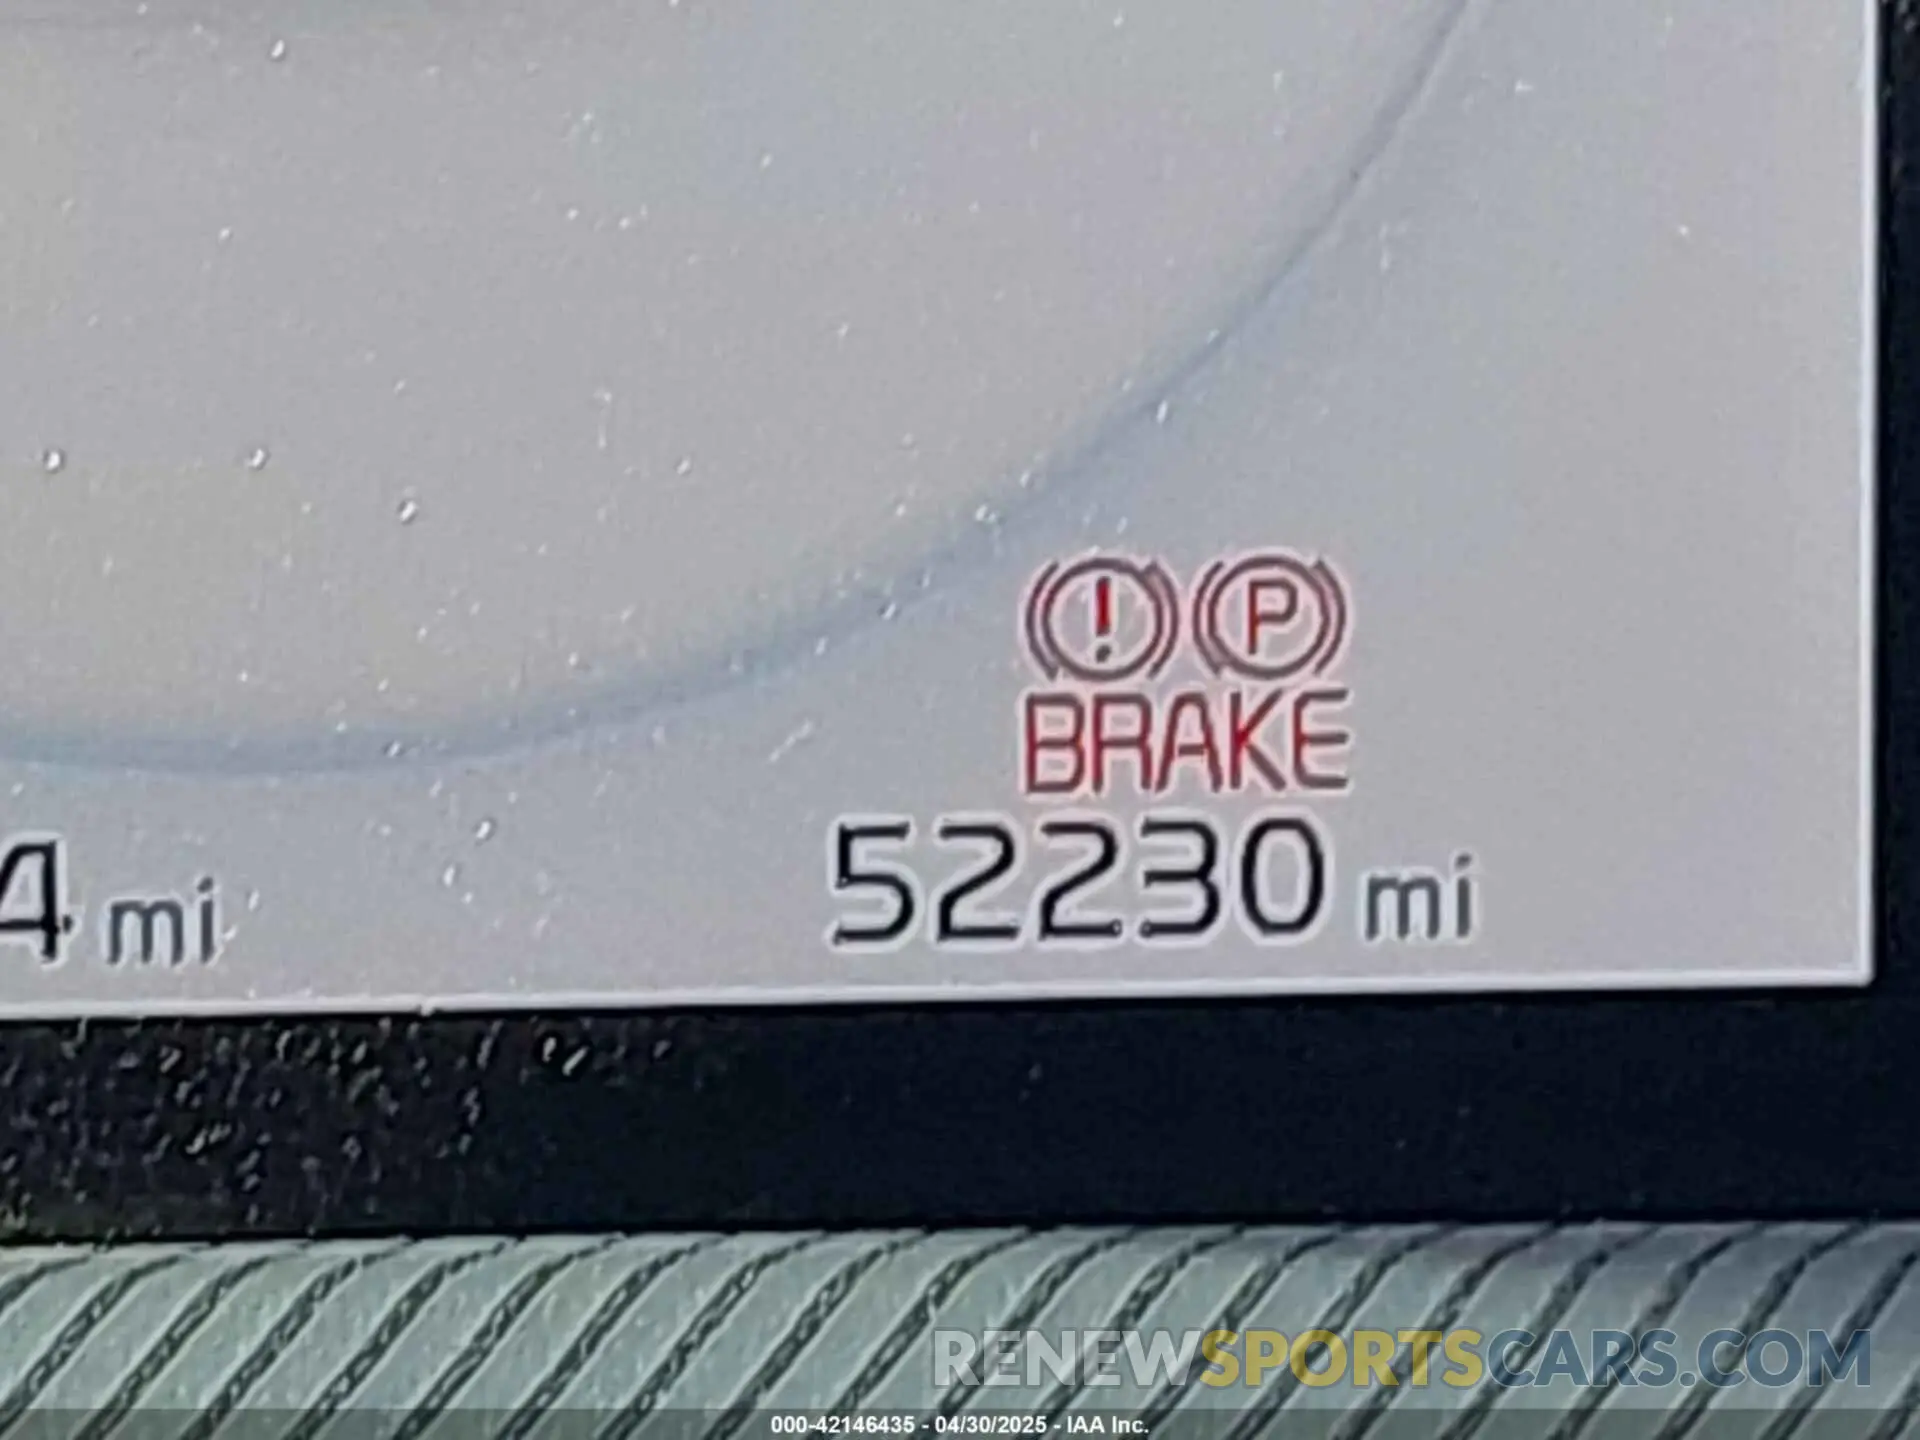 ! P
BRAKE
4 mi
52230 mi
RENEWSPORTSCARS.COM
000-42146435 - 04/30/2025 - IAA Inc.